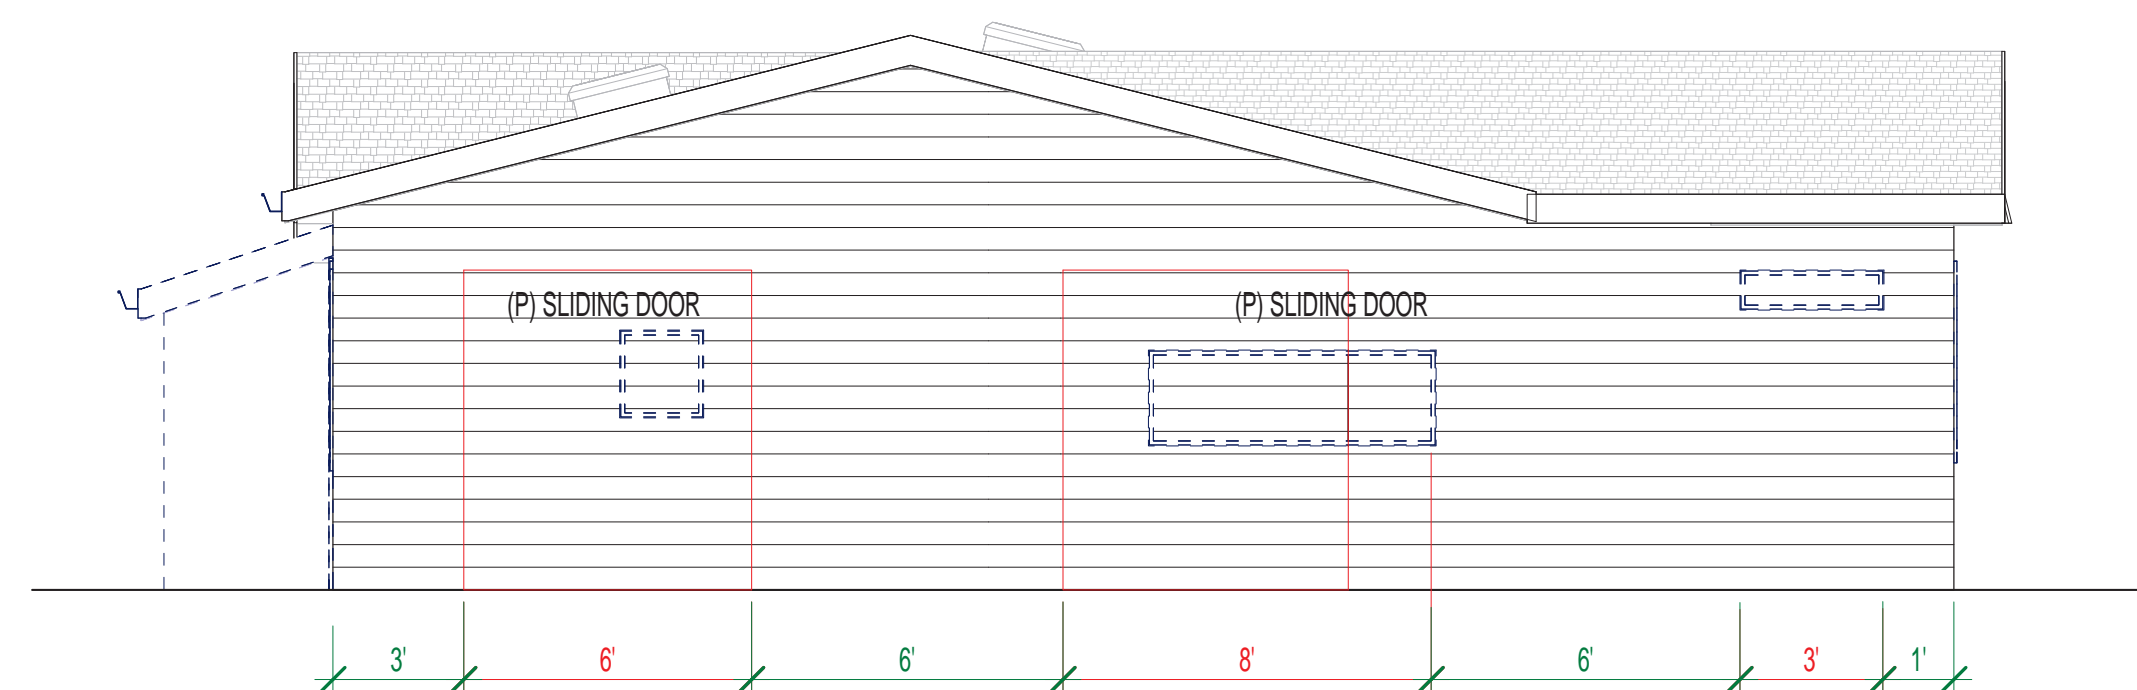 (P) SLIDING DOOR (P) SLIDING DOOR
3' 6' 6' 8' 6' 3' 1'